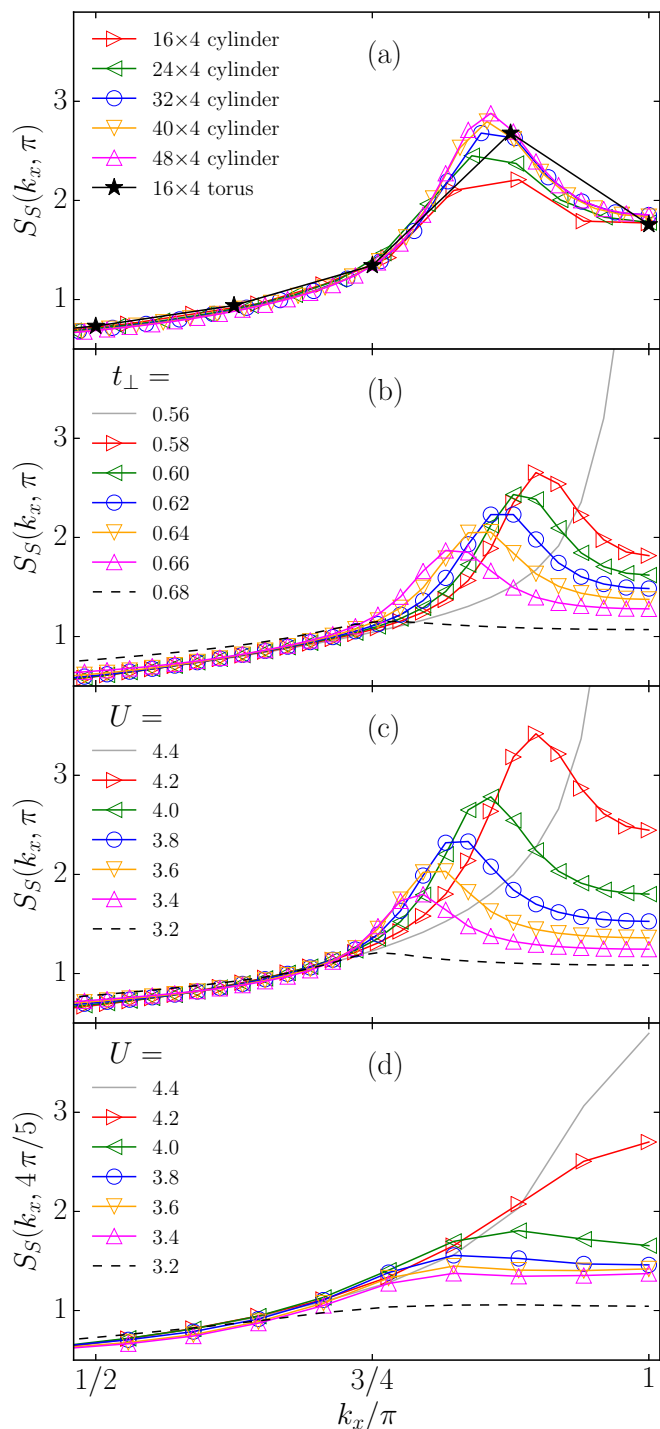 (a)
16×4 cylinder
24×4 cylinder
32×4 cylinder
40×4 cylinder
48×4 cylinder
16×4 torus
3
2
1
S_S(k_x, π)
(b)
t_⊥ =
0.56
0.58
0.60
0.62
0.64
0.66
0.68
3
2
1
S_S(k_x, π)
(c)
U =
4.4
4.2
4.0
3.8
3.6
3.4
3.2
3
2
1
S_S(k_x, π)
(d)
U =
4.4
4.2
4.0
3.8
3.6
3.4
3.2
3
2
1
S_S(k_x, 4π/5)
1/2 3/4 1
k_x/π